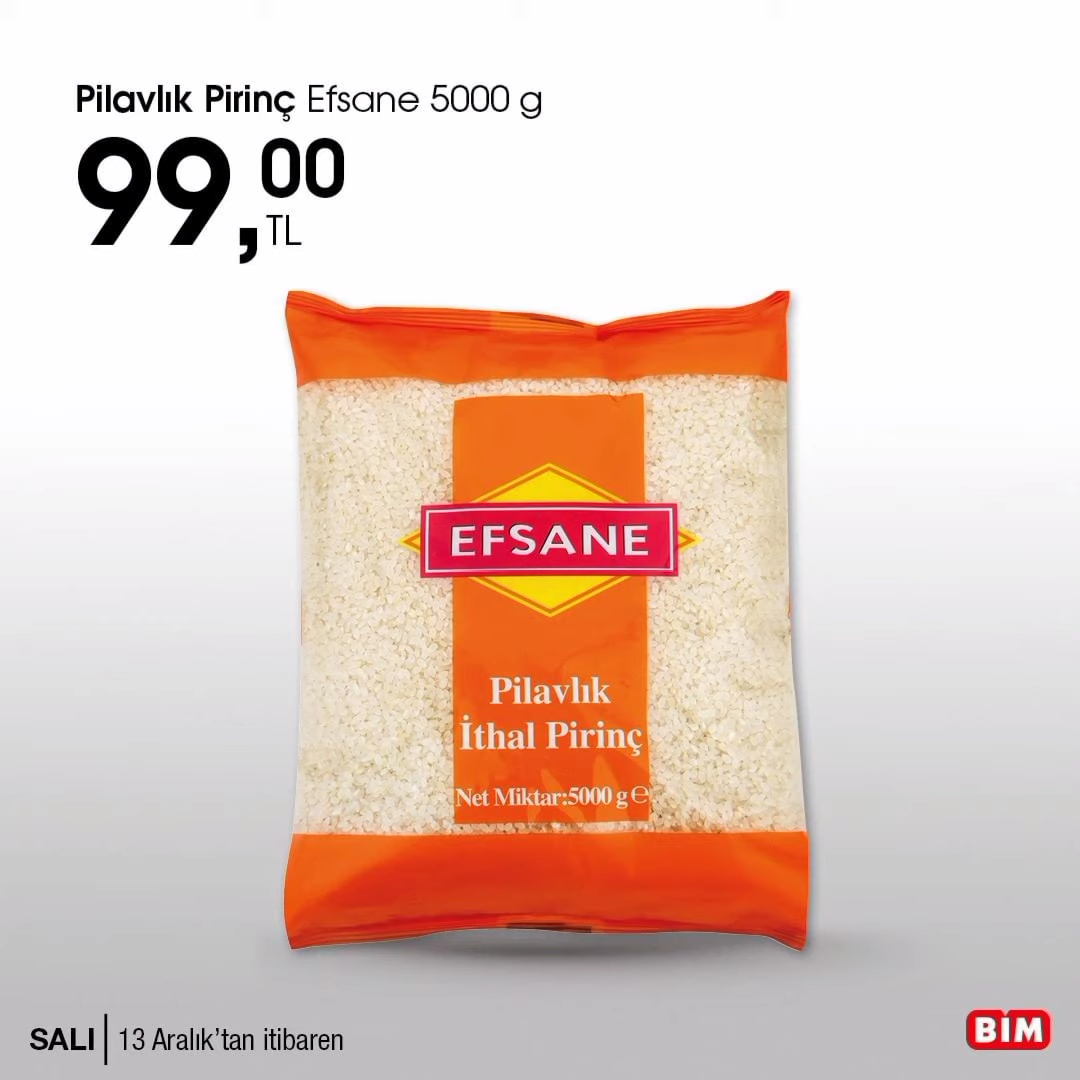 Pilavlık Pirinç Efsane 5000 g
99,00
TL
EFSANE
Pilavlık
İthal Pirinç
Net Miktar:5000 g ℮
SALI | 13 Aralık'tan itibaren
BİM